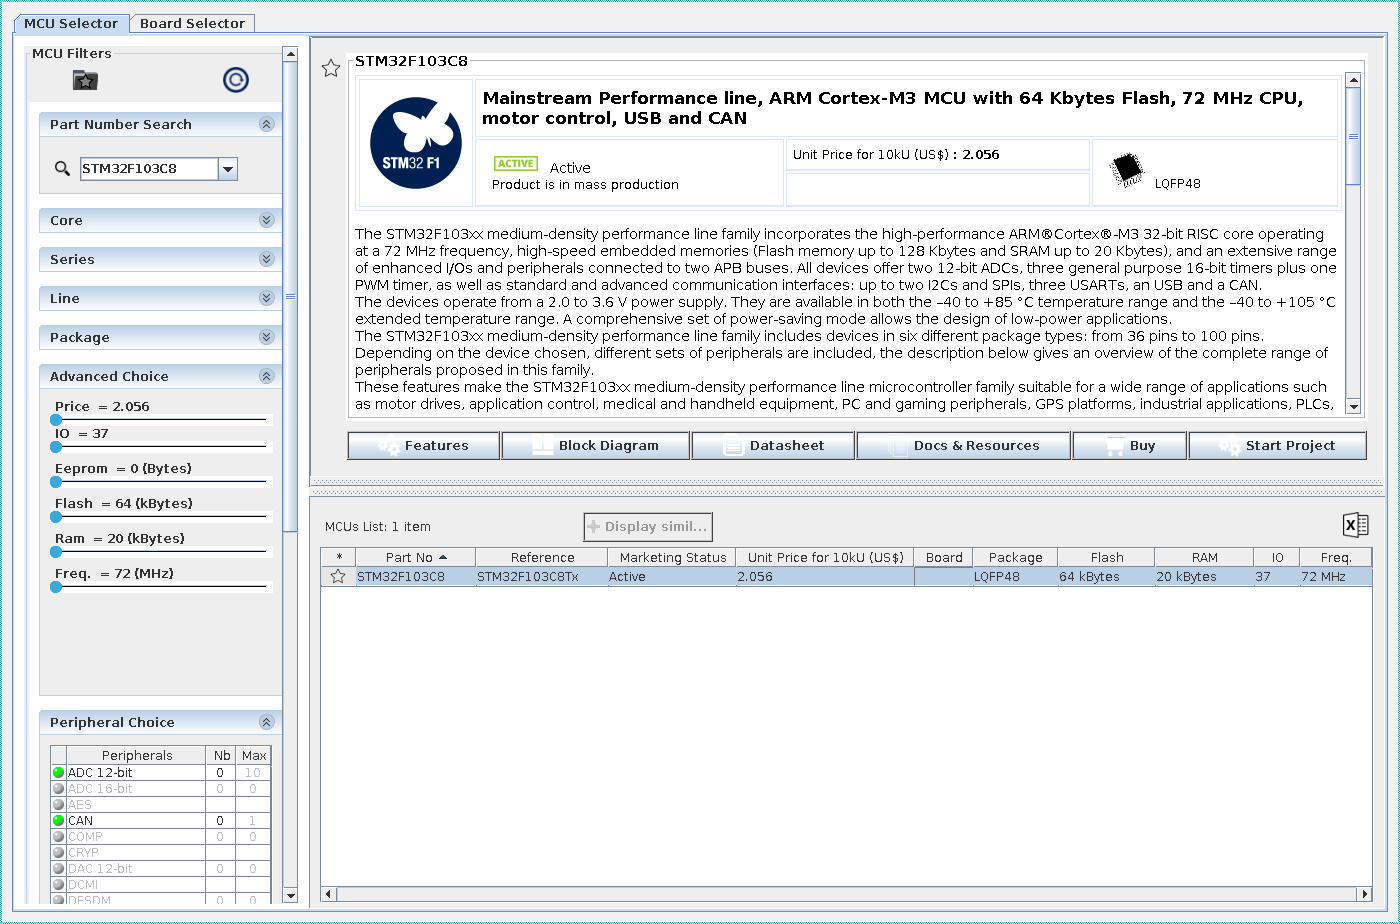 MCU Selector
Board Selector
MCU Filters
Part Number Search
STM32F103C8
Core
Series
Line
Package
Advanced Choice
Price = 2.056
IO = 37
Eeprom = 0 (Bytes)
Flash = 64 (kBytes)
Ram = 20 (kBytes)
Freq. = 72 (MHz)
Peripheral Choice
Peripherals Nb Max
ADC 12-bit 0 10
ADC 16-bit 0 0
AES
CAN 0 1
COMP 0 0
CRYP
DAC 12-bit 0 0
DCMI
DFSDM 0 0
STM32F103C8
STM32 F1
Mainstream Performance line, ARM Cortex-M3 MCU with 64 Kbytes Flash, 72 MHz CPU,
motor control, USB and CAN
ACTIVE Active
Product is in mass production
Unit Price for 10kU (US$) : 2.056
LQFP48
The STM32F103xx medium-density performance line family incorporates the high-performance ARM®Cortex®-M3 32-bit RISC core operating
at a 72 MHz frequency, high-speed embedded memories (Flash memory up to 128 Kbytes and SRAM up to 20 Kbytes), and an extensive range
of enhanced I/Os and peripherals connected to two APB buses. All devices offer two 12-bit ADCs, three general purpose 16-bit timers plus one
PWM timer, as well as standard and advanced communication interfaces: up to two I2Cs and SPIs, three USARTs, an USB and a CAN.
The devices operate from a 2.0 to 3.6 V power supply. They are available in both the –40 to +85 °C temperature range and the –40 to +105 °C
extended temperature range. A comprehensive set of power-saving mode allows the design of low-power applications.
The STM32F103xx medium-density performance line family includes devices in six different package types: from 36 pins to 100 pins.
Depending on the device chosen, different sets of peripherals are included, the description below gives an overview of the complete range of
peripherals proposed in this family.
These features make the STM32F103xx medium-density performance line microcontroller family suitable for a wide range of applications such
as motor drives, application control, medical and handheld equipment, PC and gaming peripherals, GPS platforms, industrial applications, PLCs,
Features
Block Diagram
Datasheet
Docs & Resources
Buy
Start Project
MCUs List: 1 item
+ Display simil...
X
* Part No Reference Marketing Status Unit Price for 10kU (US$) Board Package Flash RAM IO Freq.
STM32F103C8 STM32F103C8Tx Active 2.056 LQFP48 64 kBytes 20 kBytes 37 72 MHz